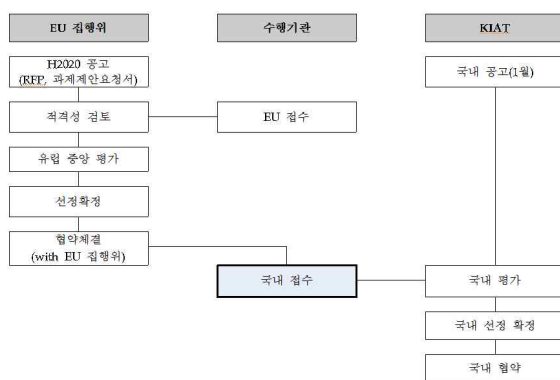 EU 집행위
수행기관
KIAT
H2020 공고
(RFP, 과제제안요청서)
국내 공고(1월)
적격성 검토
EU 접수
유럽 중앙 평가
선정확정
협약체결
(with EU 집행위)
국내 접수
국내 평가
국내 선정 확정
국내 협약